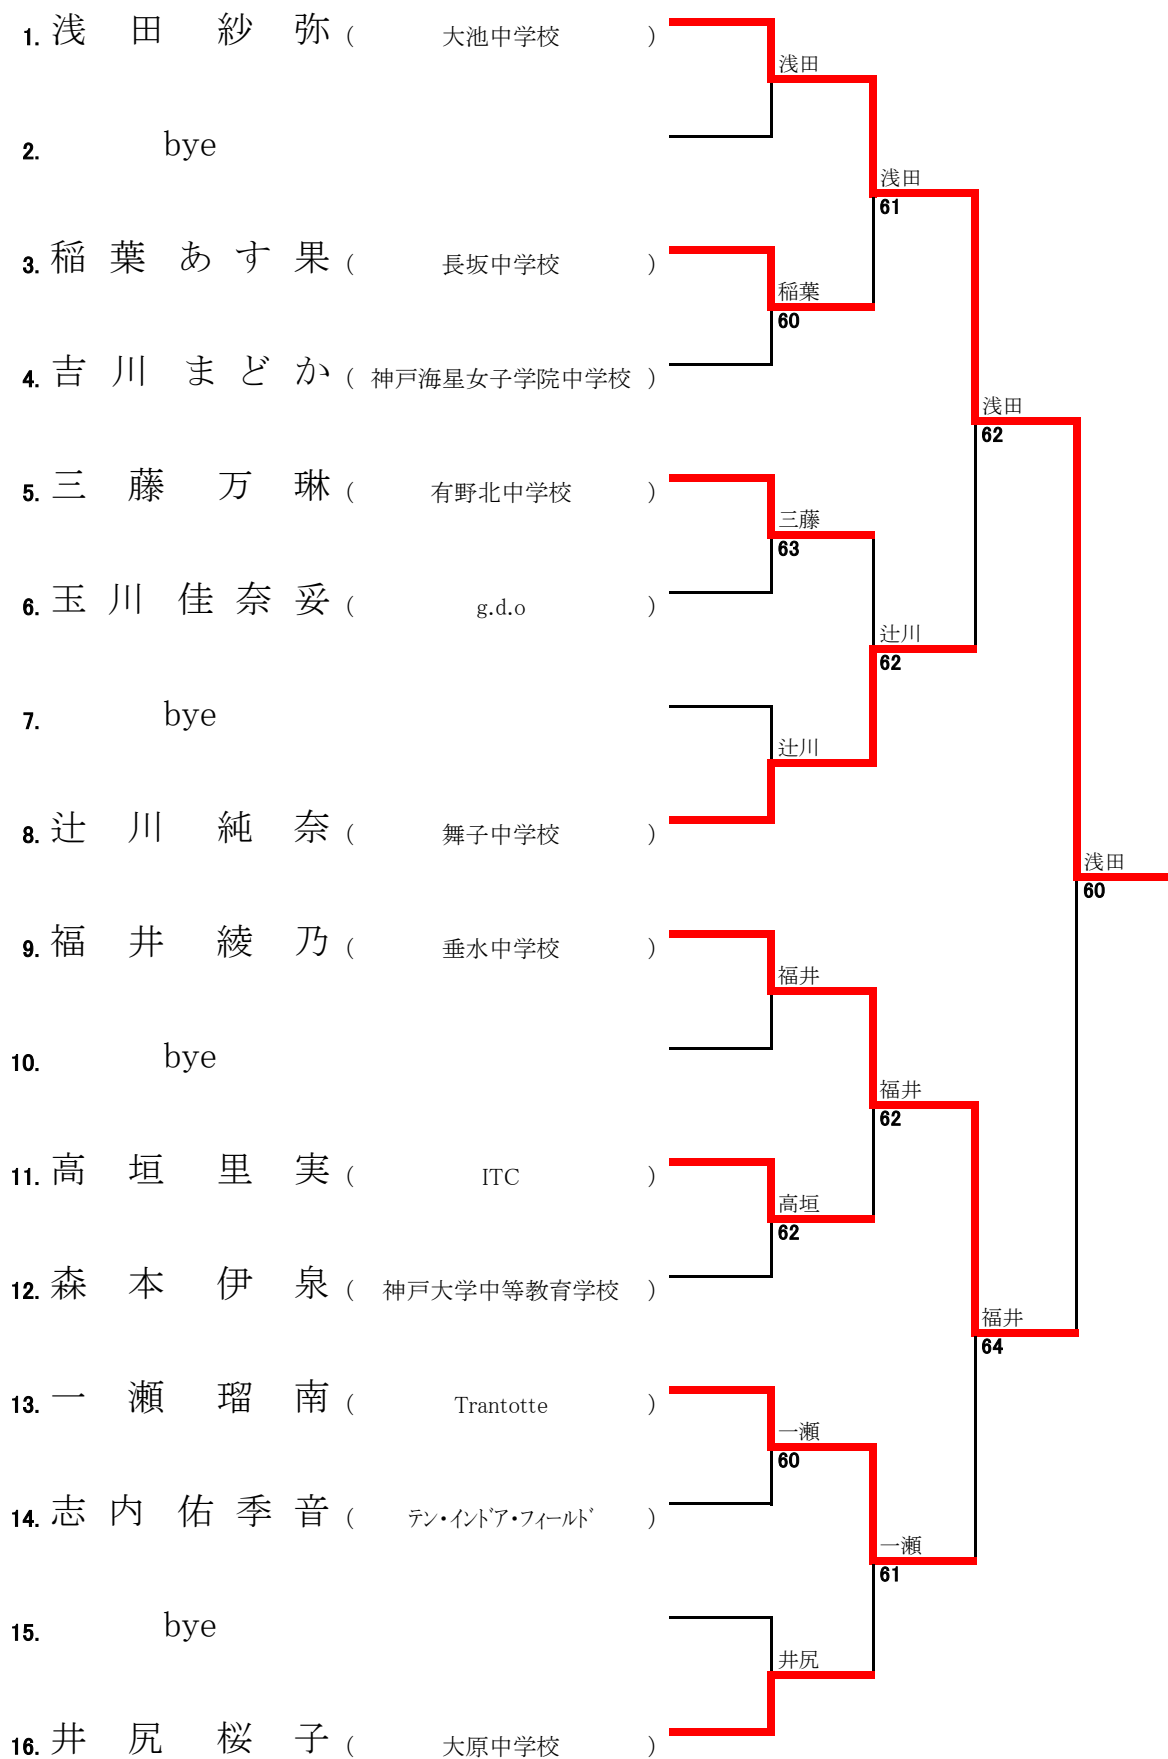 1. 浅田 紗弥 ( 大池中学校 )
浅田
2. bye
浅田
61
3. 稲葉 あす果 ( 長坂中学校 )
稲葉
60
4. 吉川 まどか ( 神戸海星女子学院中学校 )
浅田
62
5. 三藤 万琳 ( 有野北中学校 )
三藤
63
6. 玉川 佳奈妥 ( g.d.o )
辻川
62
7. bye
辻川
8. 辻川 純奈 ( 舞子中学校 )
浅田
60
9. 福井 綾乃 ( 垂水中学校 )
福井
10. bye
福井
62
11. 高垣 里実 ( ITC )
高垣
62
12. 森本 伊泉 ( 神戸大学中等教育学校 )
福井
64
13. 一瀬 瑠南 ( Trantotte )
一瀬
60
14. 志内 佑季音 ( テン・インドア・フィールド )
一瀬
61
15. bye
井尻
16. 井尻 桜子 ( 大原中学校 )